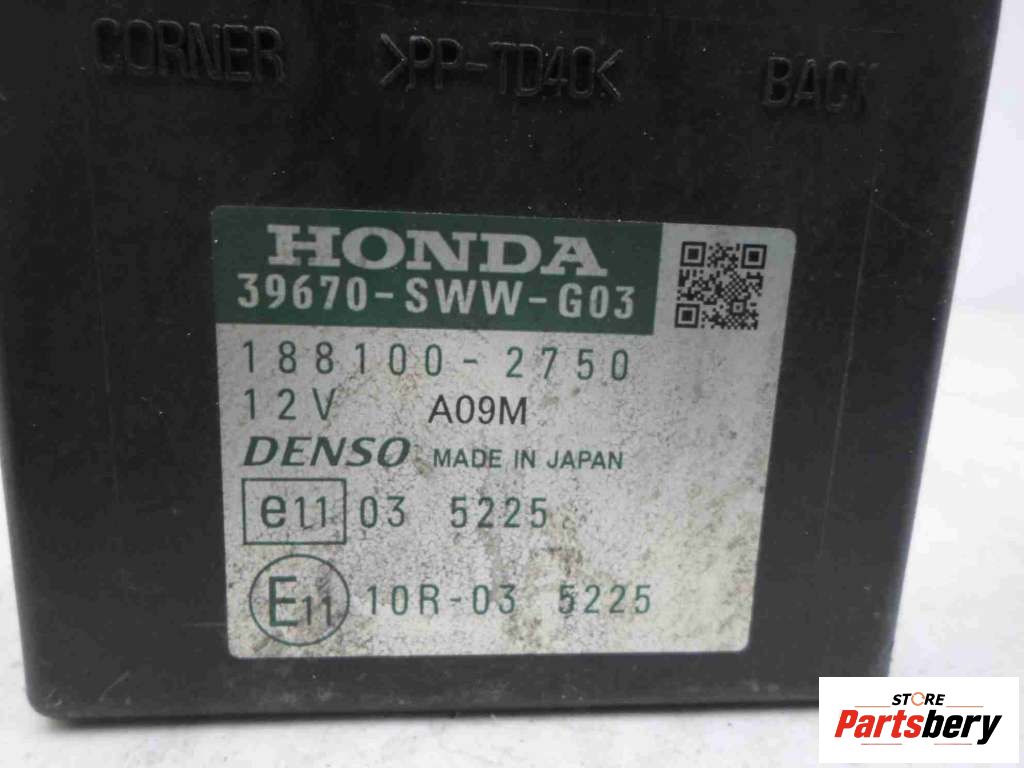 CORNER >PP-TD40< BACK
HONDA
39670-SWW-G03
188100-2750
12V A09M
DENSO MADE IN JAPAN
e11 03 5225
E11 10R-03 5225
STORE
Partsbery